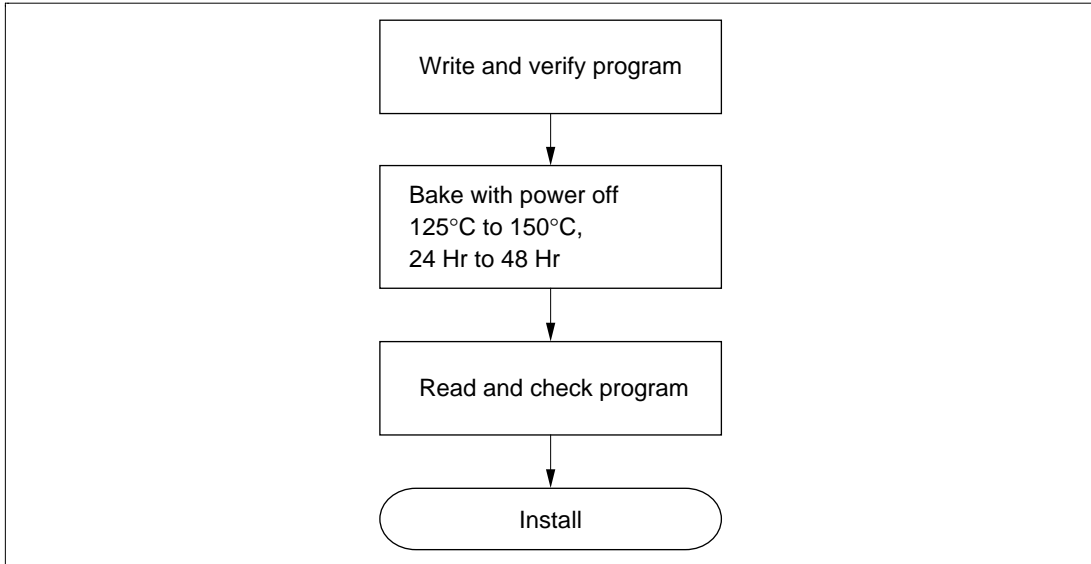 Write and verify program
Bake with power off
125°C to 150°C,
24 Hr to 48 Hr
Read and check program
Install